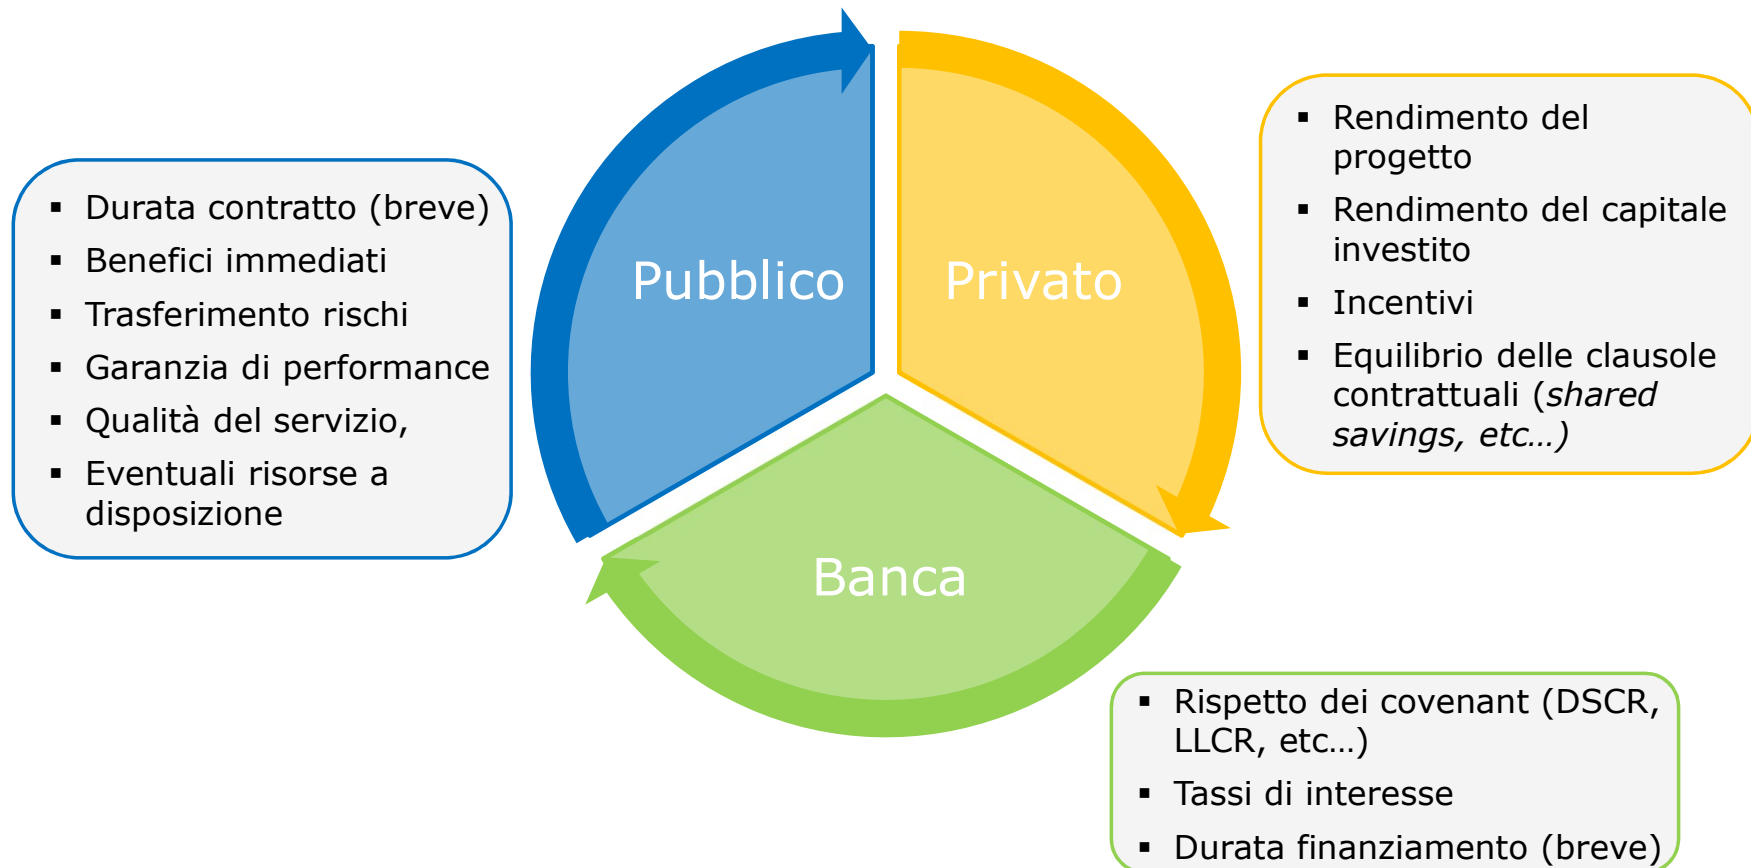 ▪ Durata contratto (breve)
▪ Benefici immediati
▪ Trasferimento rischi
▪ Garanzia di performance
▪ Qualità del servizio,
▪ Eventuali risorse a
disposizione
Pubblico
Privato
Banca
▪ Rendimento del
progetto
▪ Rendimento del capitale
investito
▪ Incentivi
▪ Equilibrio delle clausole
contrattuali (shared
savings, etc…)
▪ Rispetto dei covenant (DSCR,
LLCR, etc…)
▪ Tassi di interesse
▪ Durata finanziamento (breve)